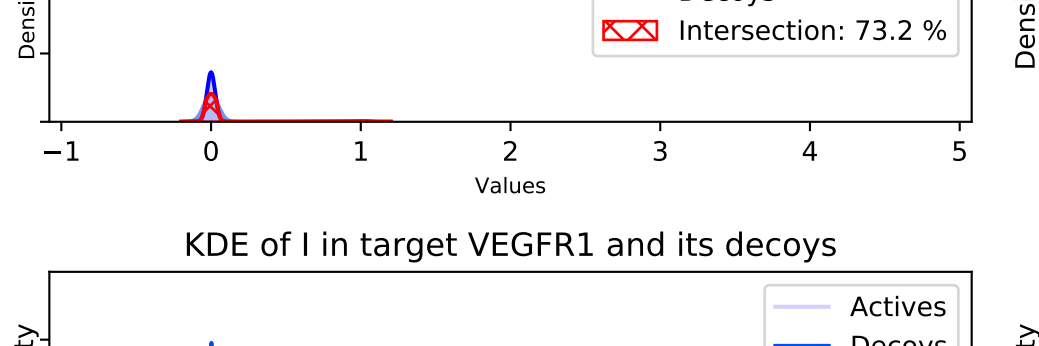 Intersection: 73.2 %
−1 0 1 2 3 4 5
Values
KDE of I in target VEGFR1 and its decoys
Actives
Decoys